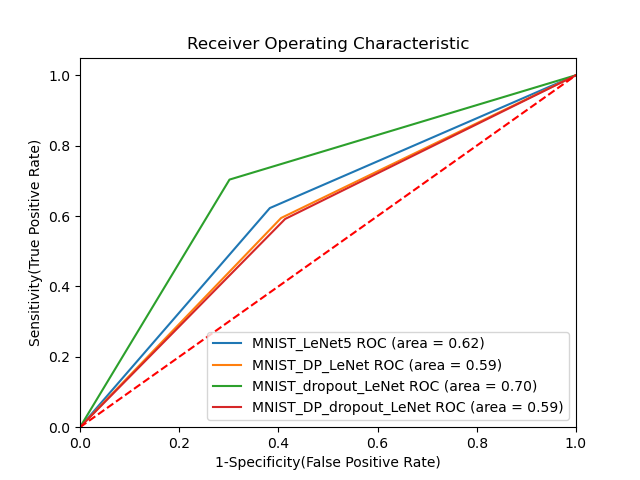 Receiver Operating Characteristic
Sensitivity(True Positive Rate)
1.0
0.8
0.6
0.4
0.2
0.0
0.0 0.2 0.4 0.6 0.8 1.0
1-Specificity(False Positive Rate)
MNIST_LeNet5 ROC (area = 0.62)
MNIST_DP_LeNet ROC (area = 0.59)
MNIST_dropout_LeNet ROC (area = 0.70)
MNIST_DP_dropout_LeNet ROC (area = 0.59)